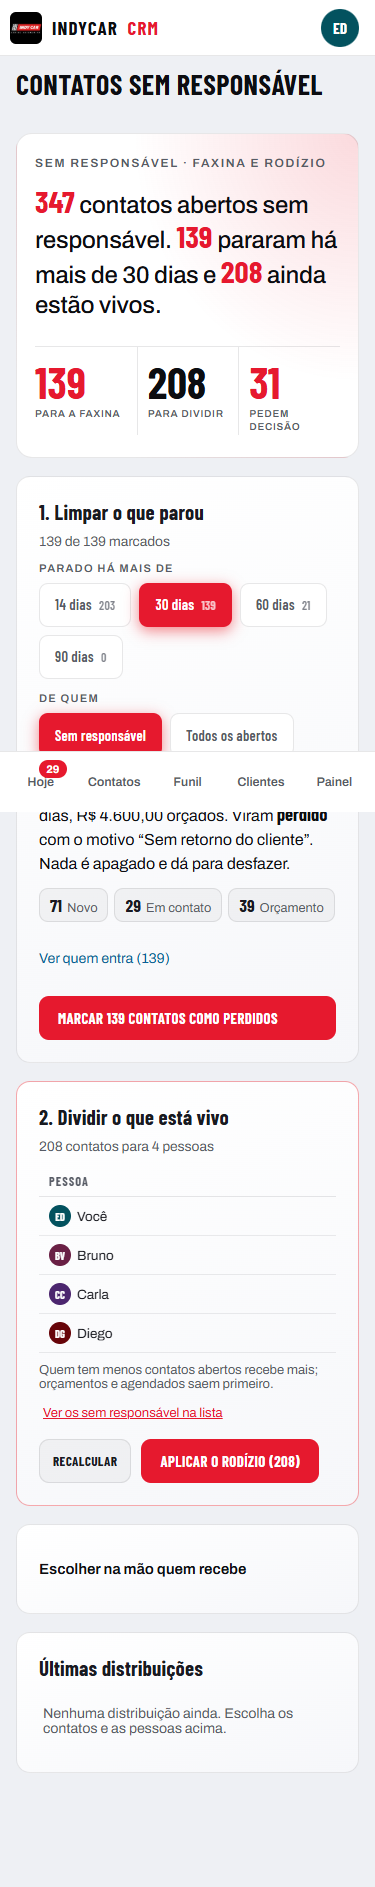 INDYCAR CRM
ED
CONTATOS SEM RESPONSÁVEL
SEM RESPONSÁVEL · FAXINA E RODÍZIO
347 contatos abertos sem
responsável. 139 pararam há
mais de 30 dias e 208 ainda
estão vivos.
139
PARA A FAXINA
208
PARA DIVIDIR
31
PEDEM
DECISÃO
1. Limpar o que parou
139 de 139 marcados
PARADO HÁ MAIS DE
14 dias 203
30 dias 139
60 dias 21
90 dias 0
DE QUEM
Sem responsável
Todos os abertos
29
Hoje
Contatos
Funil
Clientes
Painel
dias, R$ 4.600,00 orçados. Viram perdido
com o motivo “Sem retorno do cliente”.
Nada é apagado e dá para desfazer.
71 Novo
29 Em contato
39 Orçamento
Ver quem entra (139)
MARCAR 139 CONTATOS COMO PERDIDOS
2. Dividir o que está vivo
208 contatos para 4 pessoas
PESSOA
ED Você
BV Bruno
CC Carla
DG Diego
Quem tem menos contatos abertos recebe mais;
orçamentos e agendados saem primeiro.
Ver os sem responsável na lista
RECALCULAR
APLICAR O RODÍZIO (208)
Escolher na mão quem recebe
Últimas distribuições
Nenhuma distribuição ainda. Escolha os
contatos e as pessoas acima.